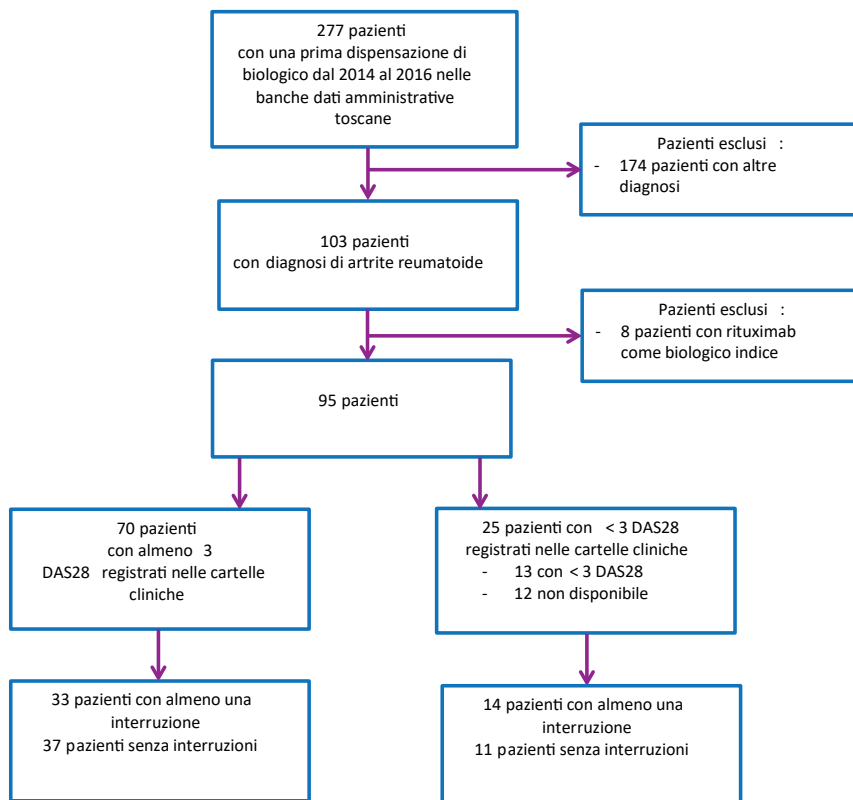 277 pazienti
con una prima dispensazione di
biologico dal 2014 al 2016 nelle
banche dati amministrative
toscane
Pazienti esclusi :
- 174 pazienti con altre
diagnosi
103 pazienti
con diagnosi di artrite reumatoide
Pazienti esclusi :
- 8 pazienti con rituximab
come biologico indice
95 pazienti
70 pazienti
con almeno 3
DAS28 registrati nelle cartelle
cliniche
25 pazienti con < 3 DAS28
registrati nelle cartelle cliniche
- 13 con < 3 DAS28
- 12 non disponibile
33 pazienti con almeno una
interruzione
37 pazienti senza interruzioni
14 pazienti con almeno una
interruzione
11 pazienti senza interruzioni